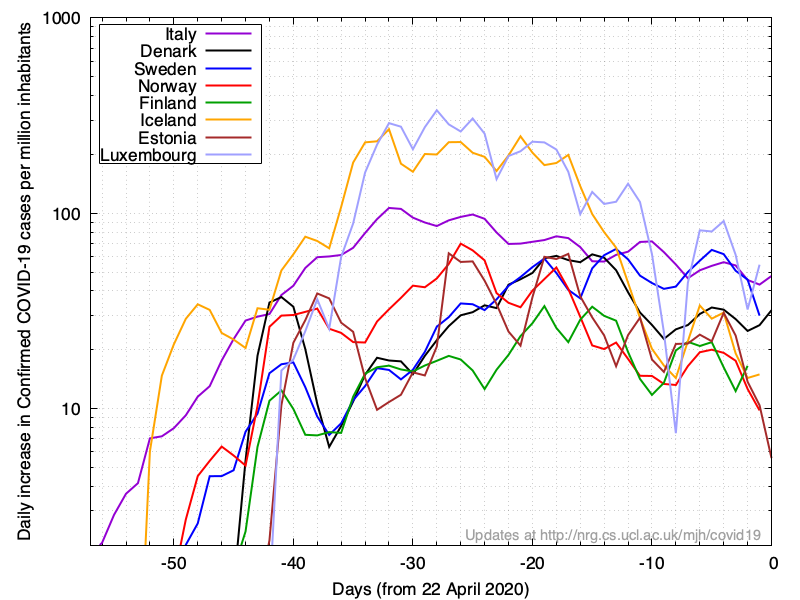 Daily increase in Confirmed COVID-19 cases per million inhabitants
1000
100
10
Italy
Denark
Sweden
Norway
Finland
Iceland
Estonia
Luxembourg
Updates at http://nrg.cs.ucl.ac.uk/mjh/covid19
-50 -40 -30 -20 -10 0
Days (from 22 April 2020)